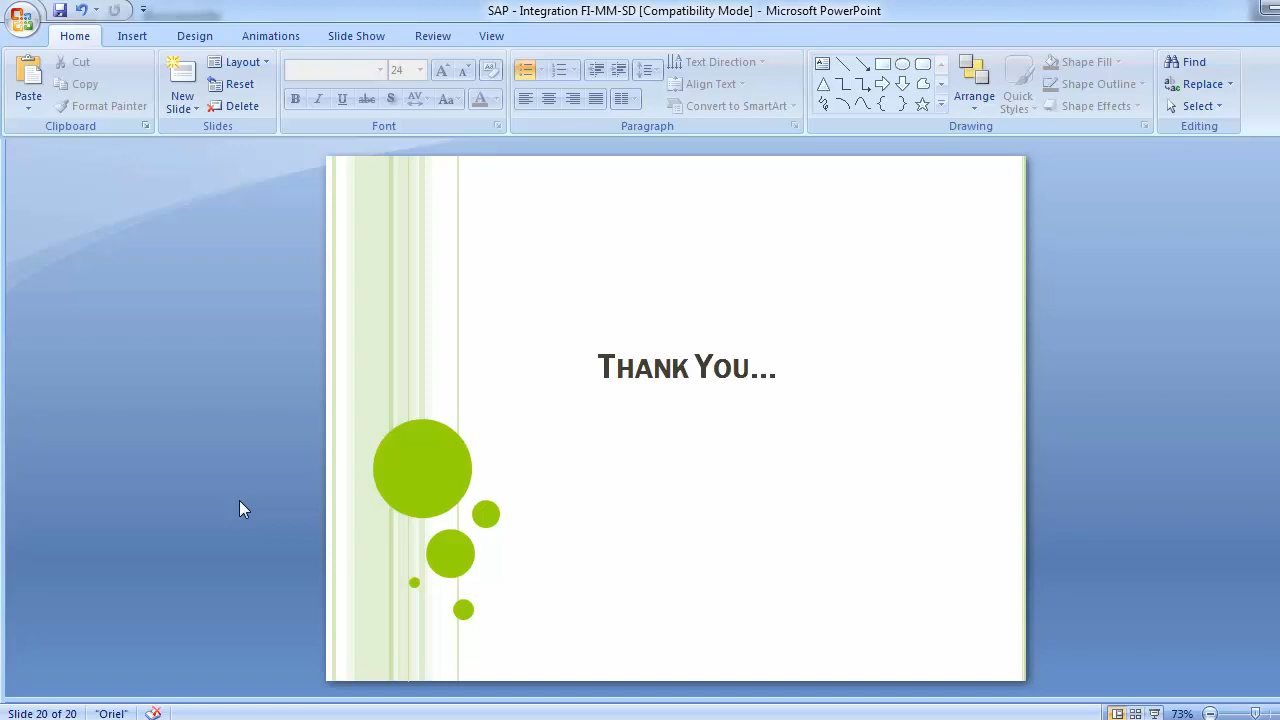 SAP - Integration FI-MM-SD [Compatibility Mode] - Microsoft PowerPoint
Home Insert Design Animations Slide Show Review View
Paste
Cut
Copy
Format Painter
Clipboard
New Slide
Layout
Reset
Delete
Slides
24
Font
Text Direction
Align Text
Convert to SmartArt
Paragraph
Arrange
Quick Styles
Shape Fill
Shape Outline
Shape Effects
Drawing
Find
Replace
Select
Editing
THANK YOU...
Slide 20 of 20 "Oriel" 73%